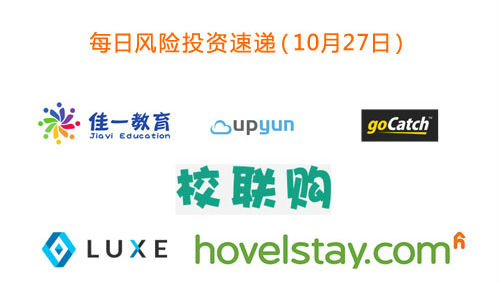 每日风险投资速递(10月27日)
佳一教育
Jiayi Education
upyun
goCatch™
校联购
LUXE
hovelstay.com